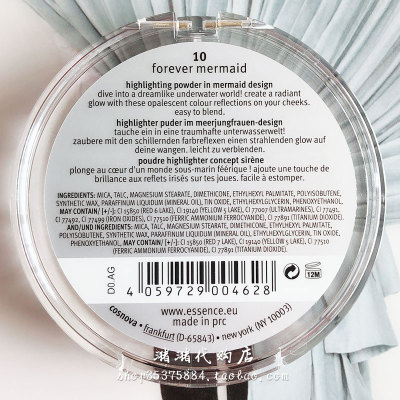 10
forever mermaid
highlighting powder in mermaid design
dive into a dreamlike underwater world! create a radiant
glow with these opalescent colour reflections on your cheeks.
easy to blend.
highlighter puder im meerjungfrauen-design
tauche ein in eine traumhafte unterwasserwelt!
zaubere mit den schillernden farbreflexen einen strahlenden glow auf
deine wangen. leicht zu verblenden.
poudre highlighter concept sirène
plonge au cœur d'un monde sous-marin féérique ! ajoute une touche de
brillance aux reflets irisés sur tes joues. facile à estomper.
INGREDIENTS: MICA, TALC, MAGNESIUM STEARATE, DIMETHICONE, ETHYLHEXYL PALMITATE, POLYISOBUTENE,
SYNTHETIC WAX, PARAFFINUM LIQUIDUM (MINERAL OIL), TIN OXIDE, ETHYLHEXYLGLYCERIN, PHENOXYETHANOL,
MAY CONTAIN / [+/-]: CI 15850 (RED 6 LAKE), CI 19140 (YELLOW 5 LAKE), CI 77007 (ULTRAMARINES), CI 77491,
CI 77492, CI 77499 (IRON OXIDES), CI 77510 (FERRIC AMMONIUM FERROCYANIDE), CI 77891 (TITANIUM DIOXIDE).
AND/UND INGREDIENTS: MICA, TALC, MAGNESIUM STEARATE, DIMETHICONE, ETHYLHEXYL PALMITATE,
POLYISOBUTENE, SYNTHETIC WAX, PARAFFINUM LIQUIDUM (MINERAL OIL), ETHYLHEXYLGLYCERIN, TIN OXIDE,
PHENOXYETHANOL, MAY CONTAIN / [+/-]: CI 15850 (RED 7 LAKE), CI 19140 (YELLOW 5 LAKE), CI 77510
(FERRIC AMMONIUM FERROCYANIDE), CI 77891 (TITANIUM DIOXIDE).
D0.AG
4 059729 004628
12M
www.essence.eu
made in prc
cosnova • frankfurt (D-65843) • new york (NY 10003)
猪猪代购店
shop35375884.taobao.com